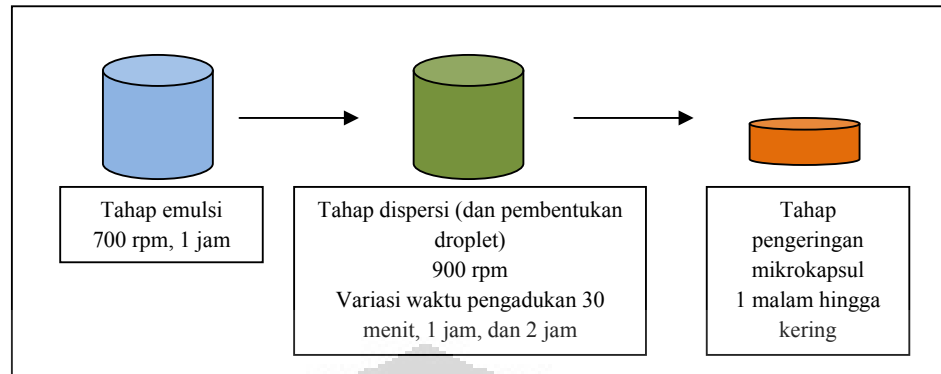 Tahap emulsi
700 rpm, 1 jam
Tahap dispersi (dan pembentukan
droplet)
900 rpm
Variasi waktu pengadukan 30
menit, 1 jam, dan 2 jam
Tahap
pengeringan
mikrokapsul
1 malam hingga
kering